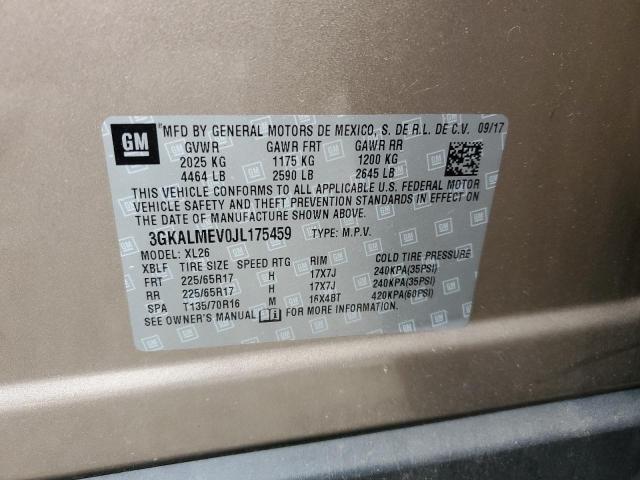 GM
MFD BY GENERAL MOTORS DE MEXICO, S. DE R.L. DE C.V. 09/17
GVWR GAWR FRT GAWR RR
2025 KG 1175 KG 1200 KG
4464 LB 2590 LB 2645 LB
THIS VEHICLE CONFORMS TO ALL APPLICABLE U.S. FEDERAL MOTOR
VEHICLE SAFETY AND THEFT PREVENTION STANDARDS IN EFFECT ON
THE DATE OF MANUFACTURE SHOWN ABOVE.
3GKALMEV0JL175459 TYPE: M.P.V.
MODEL: XL26
XBLF TIRE SIZE SPEED RTG RIM COLD TIRE PRESSURE
FRT 225/65R17 H 17X7J 240KPA(35PSI)
RR 225/65R17 H 17X7J 240KPA(35PSI)
SPA T135/70R16 M 16X4BT 420KPA(60PSI)
SEE OWNER'S MANUAL FOR MORE INFORMATION.